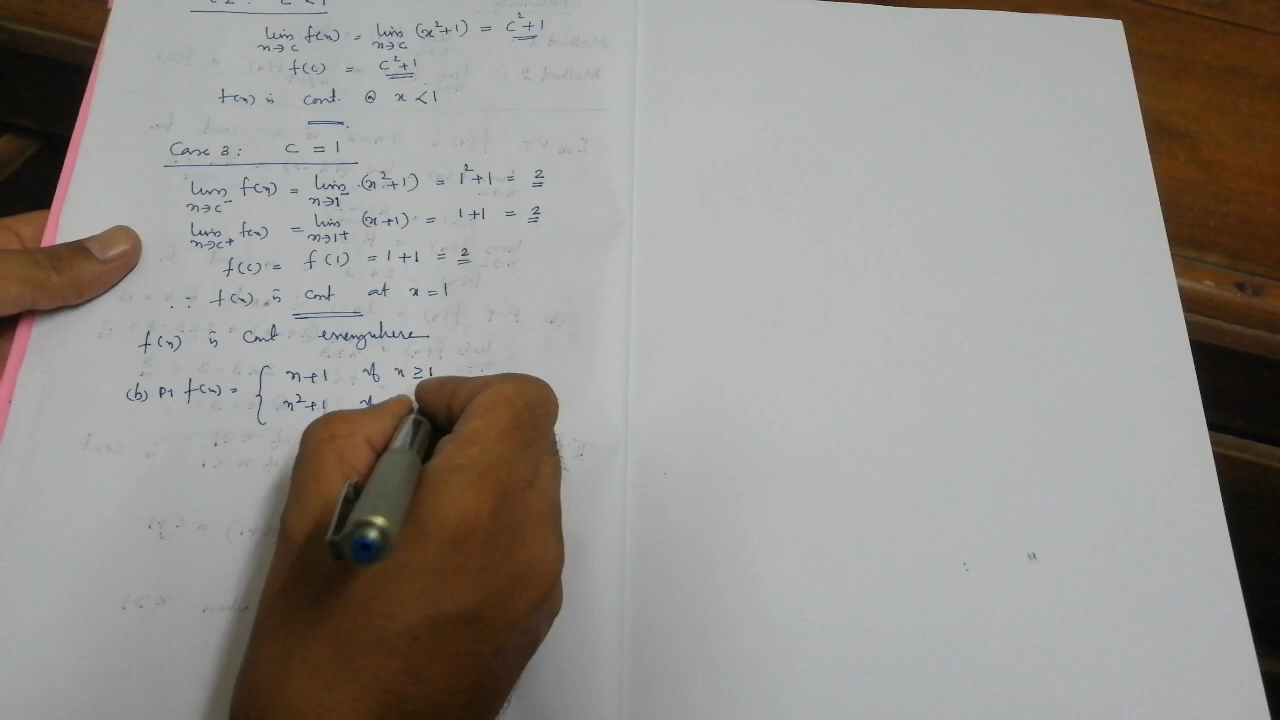 lim n→c f(x) = lim n→c (x²+1) = c²+1
f(c) = c²+1
f(x) is cont. @ x < 1
Case 3: c = 1
lim n→c⁻ f(x) = lim n→1⁻ (x²+1) = 1²+1 = 2
lim n→c+ f(x) = lim n→1+ (x+1) = 1+1 = 2
f(c) = f(1) = 1+1 = 2
∴ f(x) is cont at x = 1
f(x) is cont everywhere
(b) PT f(x) = { x+1 if x ≥ 1
x²+1 if